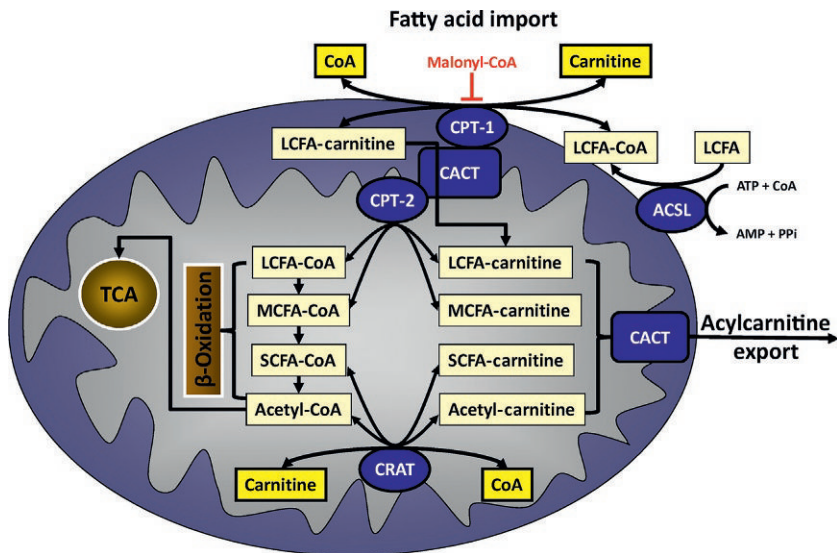 Fatty acid import
CoA
Malonyl-CoA
Carnitine
CPT-1
LCFA-carnitine
LCFA-CoA
LCFA
CACT
ATP + CoA
CPT-2
ACSL
AMP + PPi
LCFA-CoA
LCFA-carnitine
TCA
β-Oxidation
MCFA-CoA
MCFA-carnitine
CACT
Acylcarnitine
export
SCFA-CoA
SCFA-carnitine
Acetyl-CoA
Acetyl-carnitine
CRAT
Carnitine
CoA